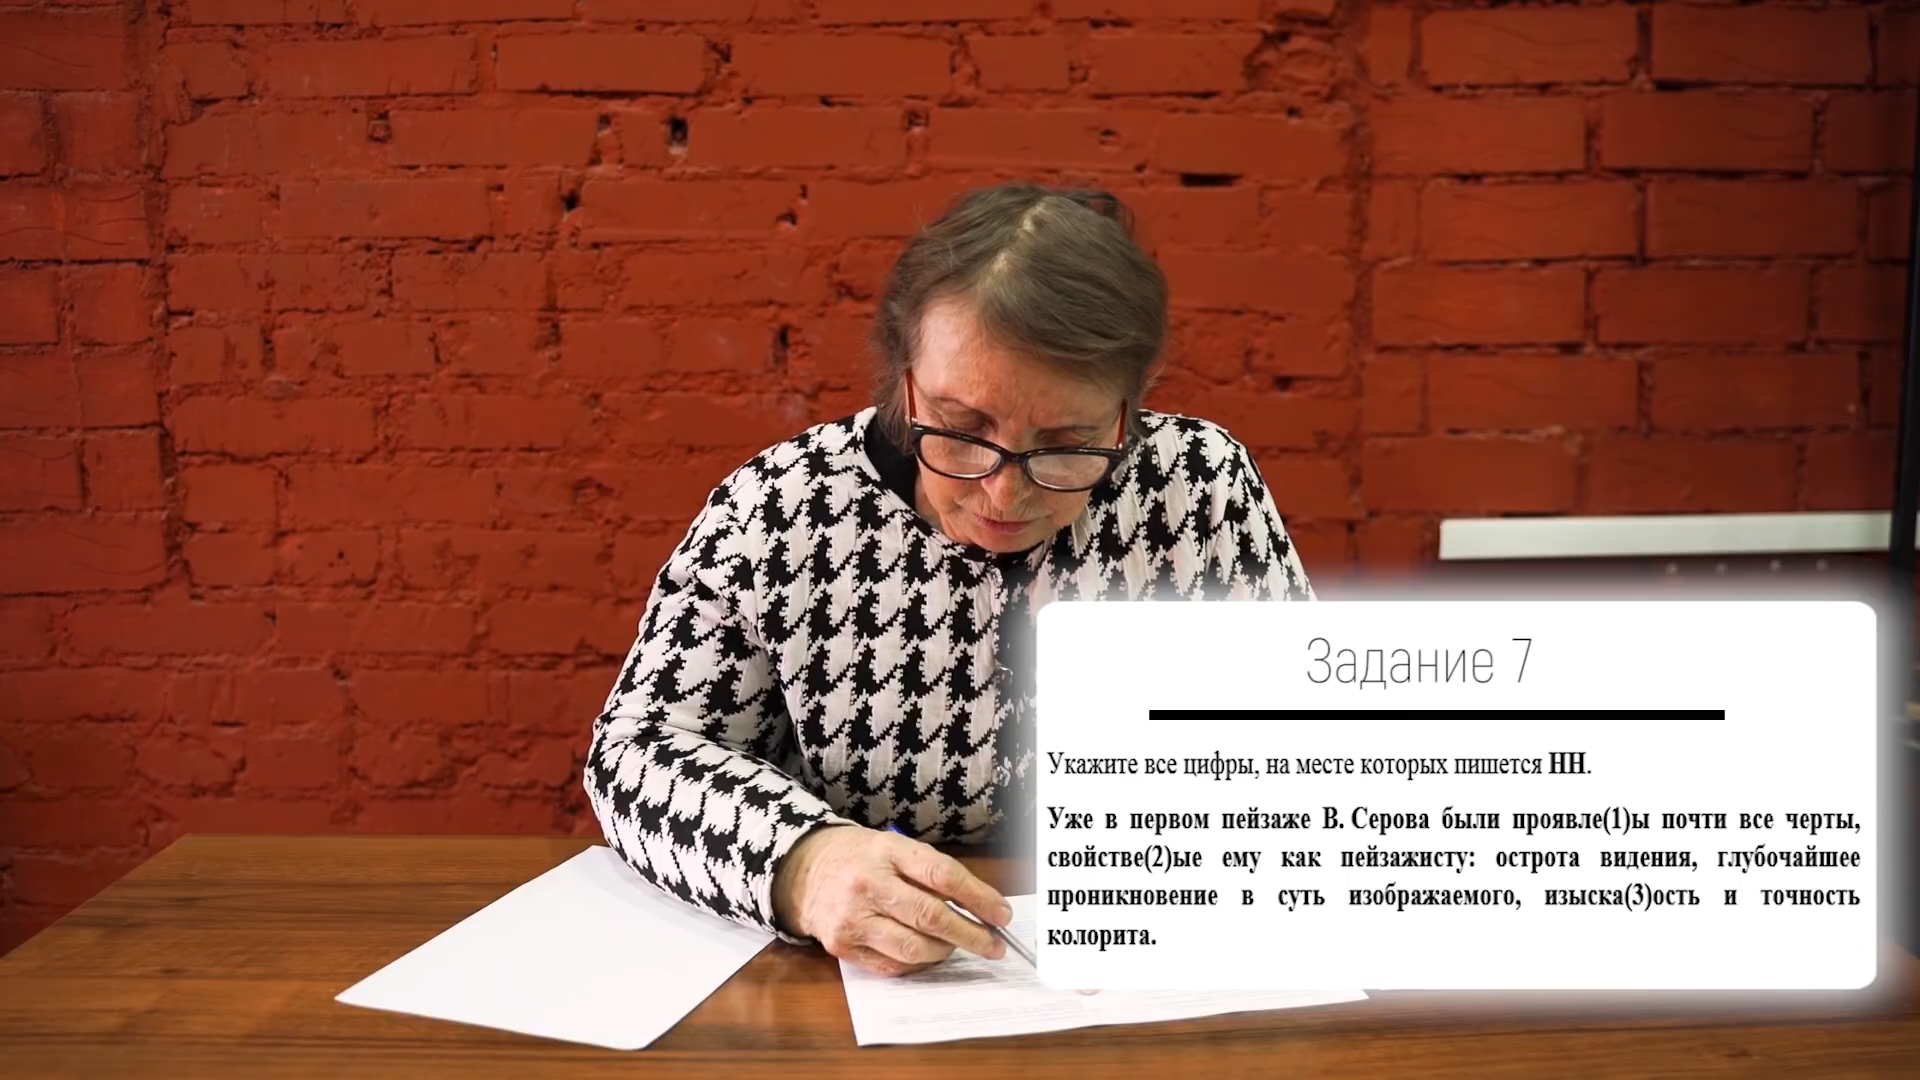 Задание 7
Укажите все цифры, на месте которых пишется НН.
Уже в первом пейзаже В. Серова были проявле(1)ы почти все черты,
свойстве(2)ые ему как пейзажисту: острота видения, глубочайшее
проникновение в суть изображаемого, изыска(3)ость и точность
колорита.